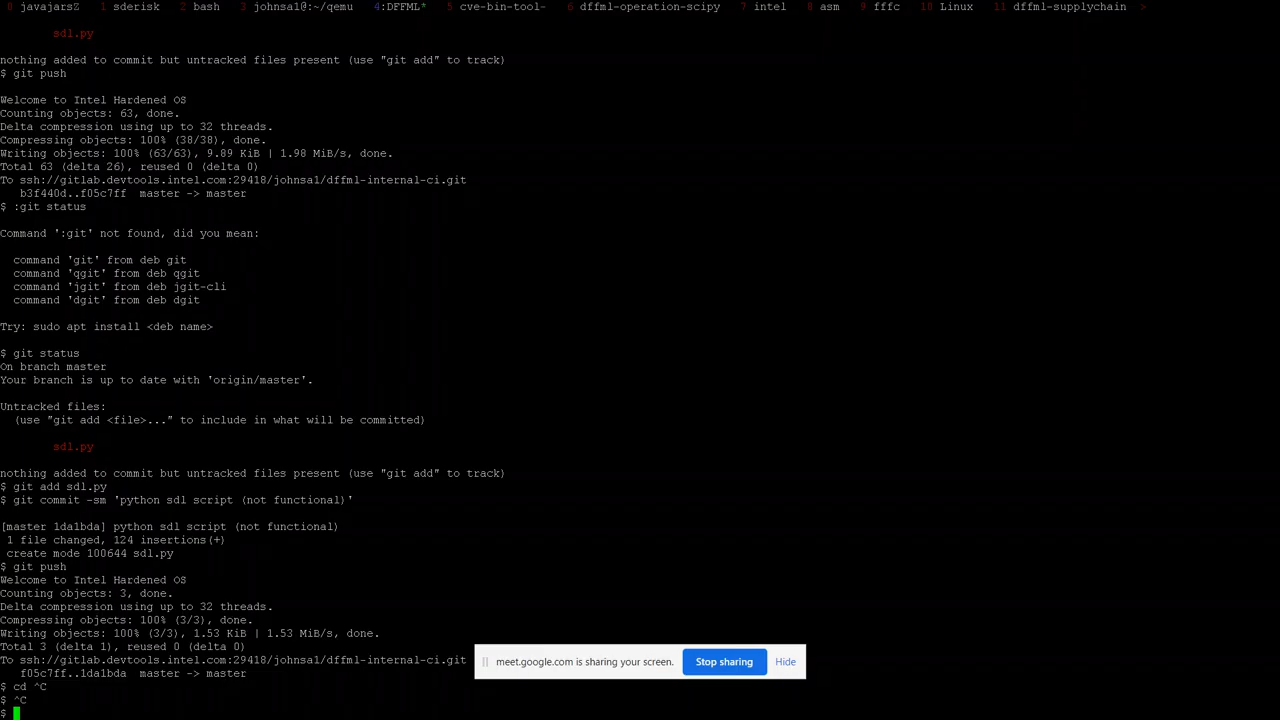 0 javajarsZ 1 sderisk 2 bash 3 johnsa1@:~/qemu 4:DFFML* 5 cve-bin-tool- 6 dffml-operation-scipy 7 intel 8 asm 9 fffc 10 Linux 11 dffml-supplychain >
sdl.py
nothing added to commit but untracked files present (use "git add" to track)
$ git push
Welcome to Intel Hardened OS
Counting objects: 63, done.
Delta compression using up to 32 threads.
Compressing objects: 100% (38/38), done.
Writing objects: 100% (63/63), 9.89 KiB | 1.98 MiB/s, done.
Total 63 (delta 26), reused 0 (delta 0)
To ssh://gitlab.devtools.intel.com:29418/johnsa1/dffml-internal-ci.git
b3f440d..f05c7ff master -> master
$ :git status
Command ':git' not found, did you mean:
command 'git' from deb git
command 'qgit' from deb qgit
command 'jgit' from deb jgit-cli
command 'dgit' from deb dgit
Try: sudo apt install <deb name>
$ git status
On branch master
Your branch is up to date with 'origin/master'.
Untracked files:
(use "git add <file>..." to include in what will be committed)
sdl.py
nothing added to commit but untracked files present (use "git add" to track)
$ git add sdl.py
$ git commit -sm 'python sdl script (not functional)'
[master 1da1bda] python sdl script (not functional)
1 file changed, 124 insertions(+)
create mode 100644 sdl.py
$ git push
Welcome to Intel Hardened OS
Counting objects: 3, done.
Delta compression using up to 32 threads.
Compressing objects: 100% (3/3), done.
Writing objects: 100% (3/3), 1.53 KiB | 1.53 MiB/s, done.
Total 3 (delta 1), reused 0 (delta 0)
To ssh://gitlab.devtools.intel.com:29418/johnsa1/dffml-internal-ci.git
f05c7ff..1da1bda master -> master
$ cd ^C
$ ^C
$
meet.google.com is sharing your screen. Stop sharing Hide